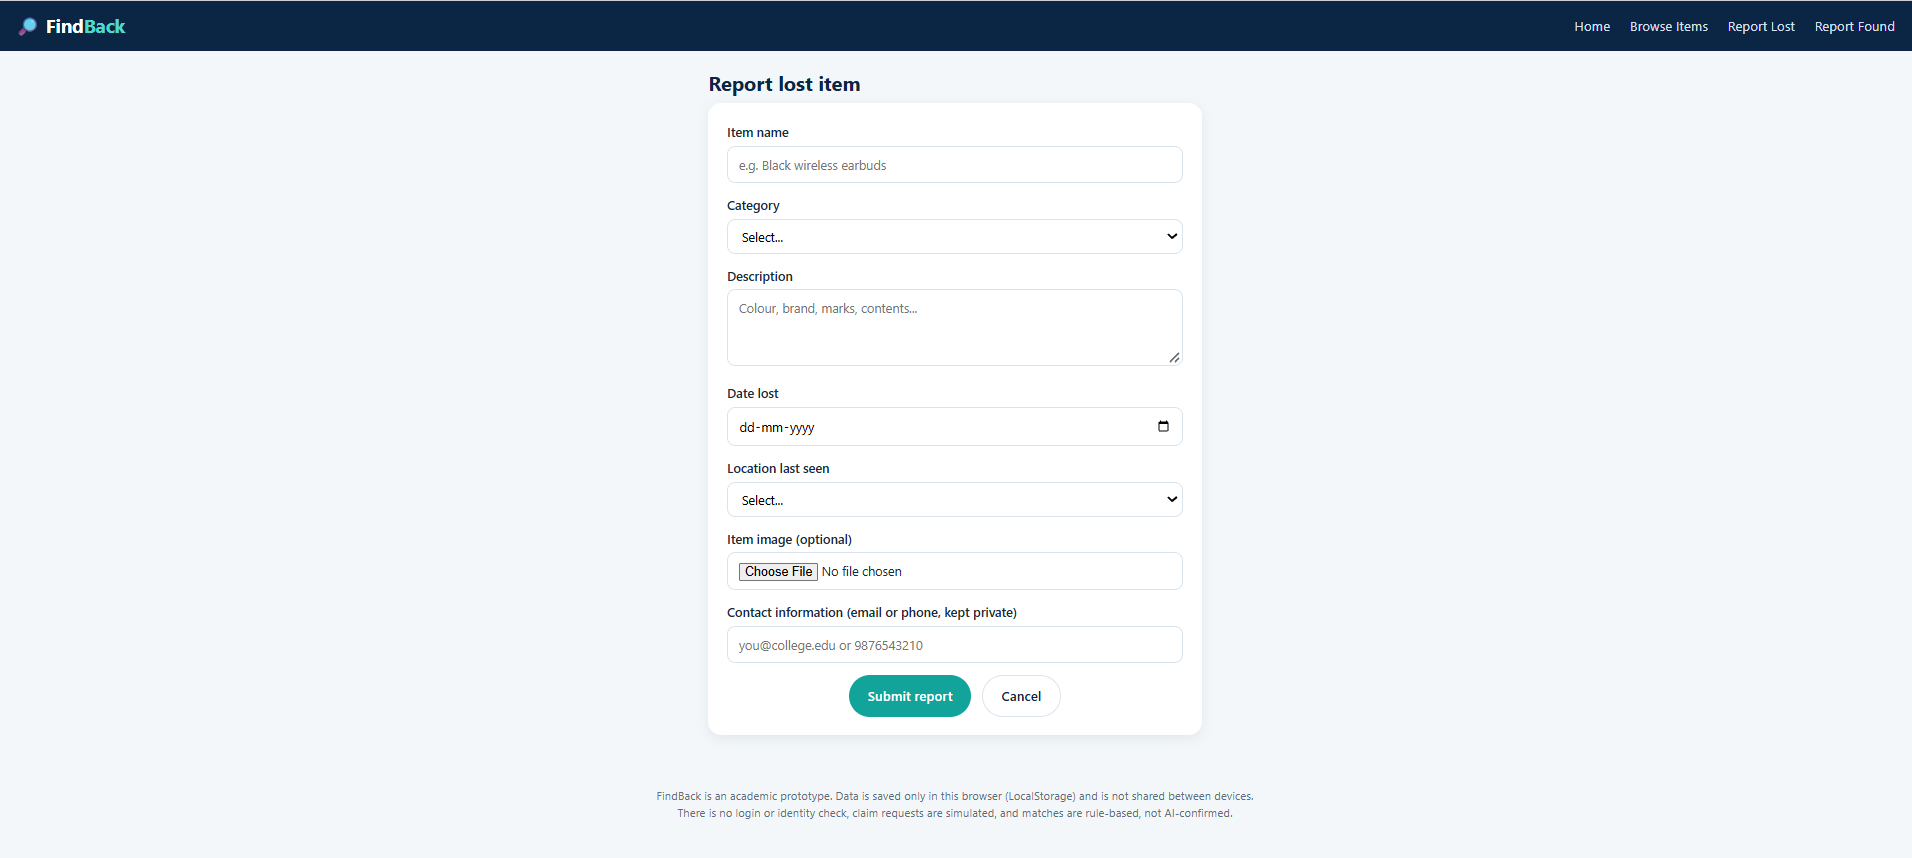 FindBack
Home Browse Items Report Lost Report Found
Report lost item
Item name
e.g. Black wireless earbuds
Category
Select...
Description
Colour, brand, marks, contents...
Date lost
dd-mm-yyyy
Location last seen
Select...
Item image (optional)
Choose File No file chosen
Contact information (email or phone, kept private)
you@college.edu or 9876543210
Submit report Cancel
FindBack is an academic prototype. Data is saved only in this browser (LocalStorage) and is not shared between devices.
There is no login or identity check, claim requests are simulated, and matches are rule-based, not AI-confirmed.